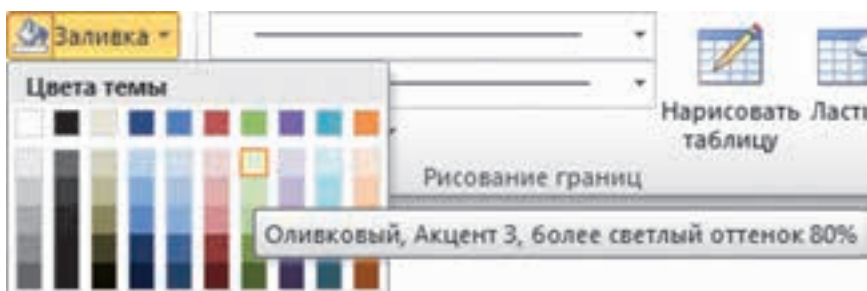 Заливка
Цвета темы
Нарисовать
таблицу
Ласт
Рисование границ
Оливковый, Акцент 3, более светлый оттенок 80%